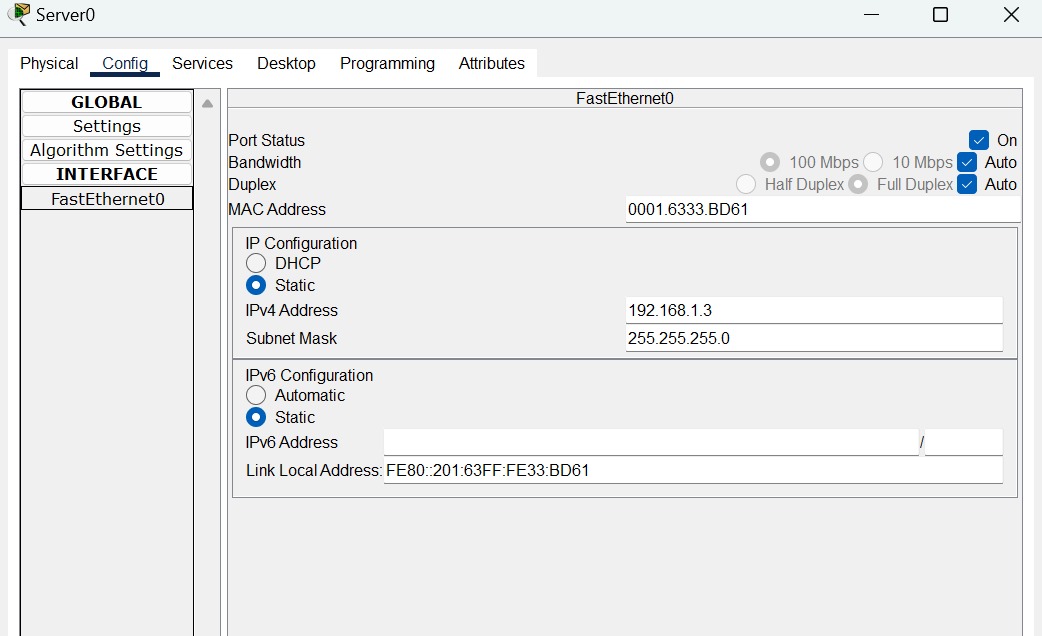 Server0
Physical Config Services Desktop Programming Attributes
GLOBAL
Settings
Algorithm Settings
INTERFACE
FastEthernet0
FastEthernet0
Port Status On
Bandwidth 100 Mbps 10 Mbps Auto
Duplex Half Duplex Full Duplex Auto
MAC Address 0001.6333.BD61
IP Configuration
DHCP
Static
IPv4 Address 192.168.1.3
Subnet Mask 255.255.255.0
IPv6 Configuration
Automatic
Static
IPv6 Address /
Link Local Address: FE80::201:63FF:FE33:BD61